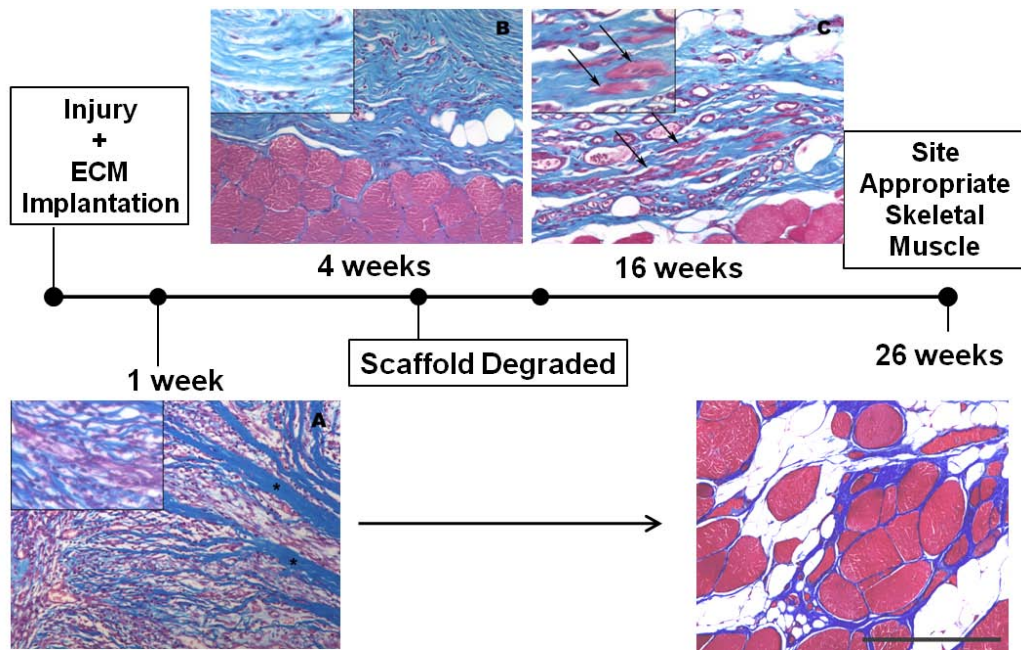 B
C
Injury
+
ECM
Implantation
Site
Appropriate
Skeletal
Muscle
4 weeks
16 weeks
1 week
Scaffold Degraded
26 weeks
A
*
*